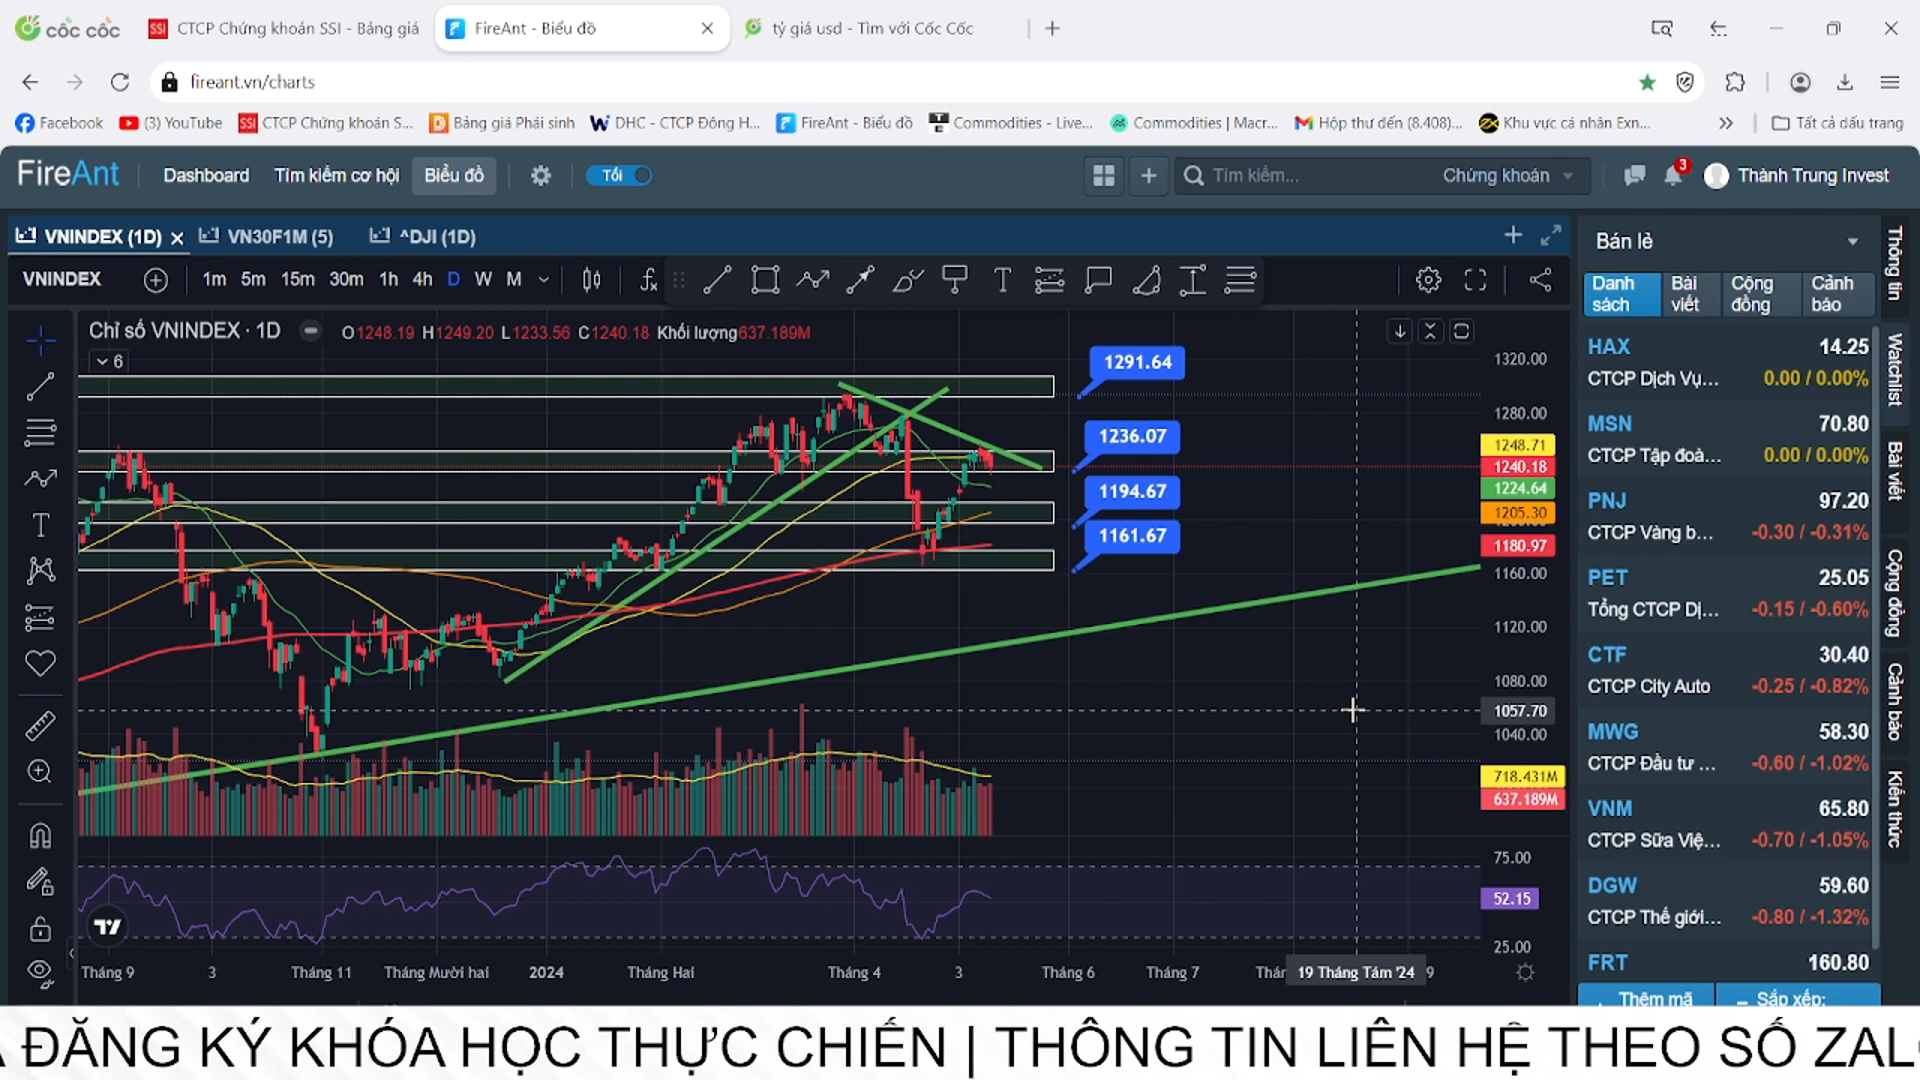 cốc cốc
SSI CTCP Chứng khoán SSI - Bảng giá
FireAnt - Biểu đồ
tỷ giá usd - Tìm với Cốc Cốc
fireant.vn/charts
Facebook (3) YouTube SSI CTCP Chứng khoán S... Bảng giá Phái sinh DHC - CTCP Đông H... FireAnt - Biểu đồ Commodities - Live... Commodities | Macr... Hộp thư đến (8.408)... Khu vực cá nhân Exn... Tất cả dấu trang
FireAnt Dashboard Tìm kiếm cơ hội Biểu đồ Tối Tìm kiếm... Chứng khoán 3 Thành Trung Invest
VNINDEX (1D) VN30F1M (5) ^DJI (1D)
VNINDEX 1m 5m 15m 30m 1h 4h D W M
Chỉ số VNINDEX · 1D O1248.19 H1249.20 L1233.56 C1240.18 Khối lượng637.189M
6
1291.64
1236.07
1194.67
1161.67
1320.00
1280.00
1248.71
1240.18
1224.64
1205.30
1180.97
1160.00
1120.00
1080.00
1057.70
1040.00
718.431M
637.189M
75.00
52.15
25.00
Tháng 9 3 Tháng 11 Tháng Mười hai 2024 Tháng Hai Tháng 4 3 Tháng 6 Tháng 7 Thár 19 Tháng Tám '24 9
Bán lẻ
Danh sách Bài viết Cộng đồng Cảnh báo
HAX 14.25
CTCP Dịch Vụ... 0.00 / 0.00%
MSN 70.80
CTCP Tập đoà... 0.00 / 0.00%
PNJ 97.20
CTCP Vàng b... -0.30 / -0.31%
PET 25.05
Tổng CTCP Dị... -0.15 / -0.60%
CTF 30.40
CTCP City Auto -0.25 / -0.82%
MWG 58.30
CTCP Đầu tư ... -0.60 / -1.02%
VNM 65.80
CTCP Sữa Việ... -0.70 / -1.05%
DGW 59.60
CTCP Thế giới... -0.80 / -1.32%
FRT 160.80
Thêm mã Sắp xếp:
Thông tin
Watchlist
Bài viết
Cộng đồng
Cảnh báo
Kiến thức
ĐĂNG KÝ KHÓA HỌC THỰC CHIẾN | THÔNG TIN LIÊN HỆ THEO SỐ ZAL